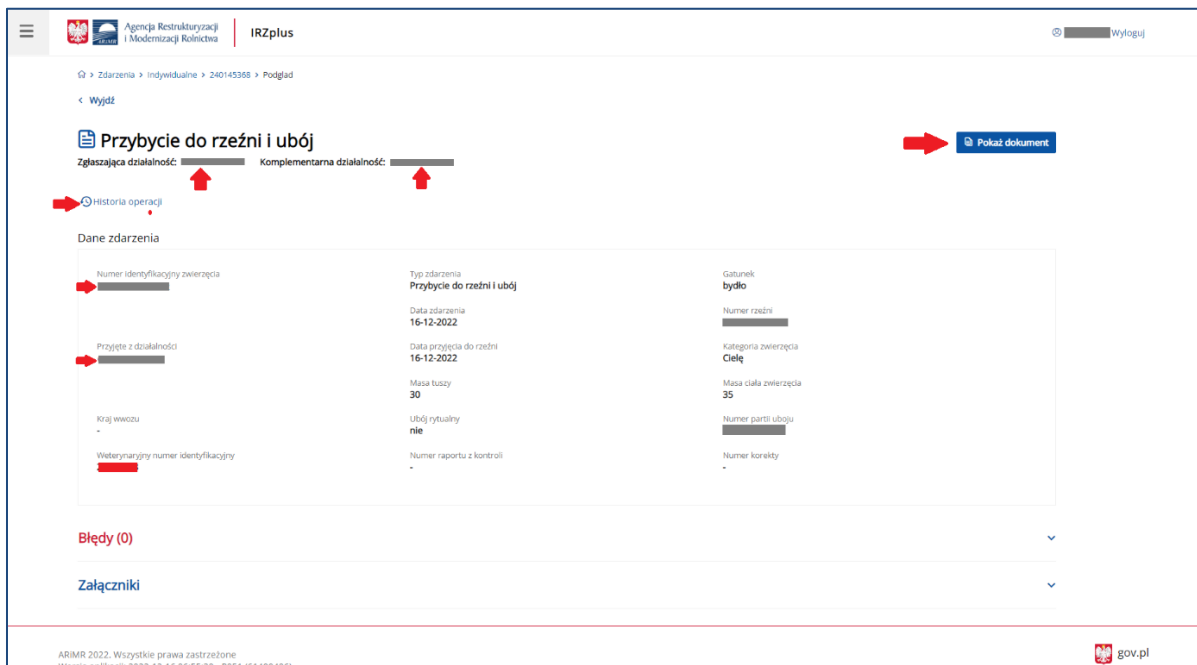 Agencja Restrukturyzacji
i Modernizacji Rolnictwa
ARiMR
IRZplus
Wyloguj
> Zdarzenia > Indywidualne > 240145368 > Podgląd
< Wyjdź
Przybycie do rzeźni i ubój
Pokaż dokument
Zgłaszająca działalność: Komplementarna działalność:
Historia operacji
Dane zdarzenia
Numer identyfikacyjny zwierzęcia
Typ zdarzenia
Przybycie do rzeźni i ubój
Gatunek
bydło
Data zdarzenia
16-12-2022
Numer rzeźni
Przyjęte z działalności
Data przyjęcia do rzeźni
16-12-2022
Kategoria zwierzęcia
Cielę
Masa tuszy
30
Masa ciała zwierzęcia
35
Kraj wwozu
-
Ubój rytualny
nie
Numer partii uboju
Weterynaryjny numer identyfikacyjny
Numer raportu z kontroli
-
Numer korekty
-
Błędy (0)
Załączniki
ARiMR 2022. Wszystkie prawa zastrzeżone
gov.pl